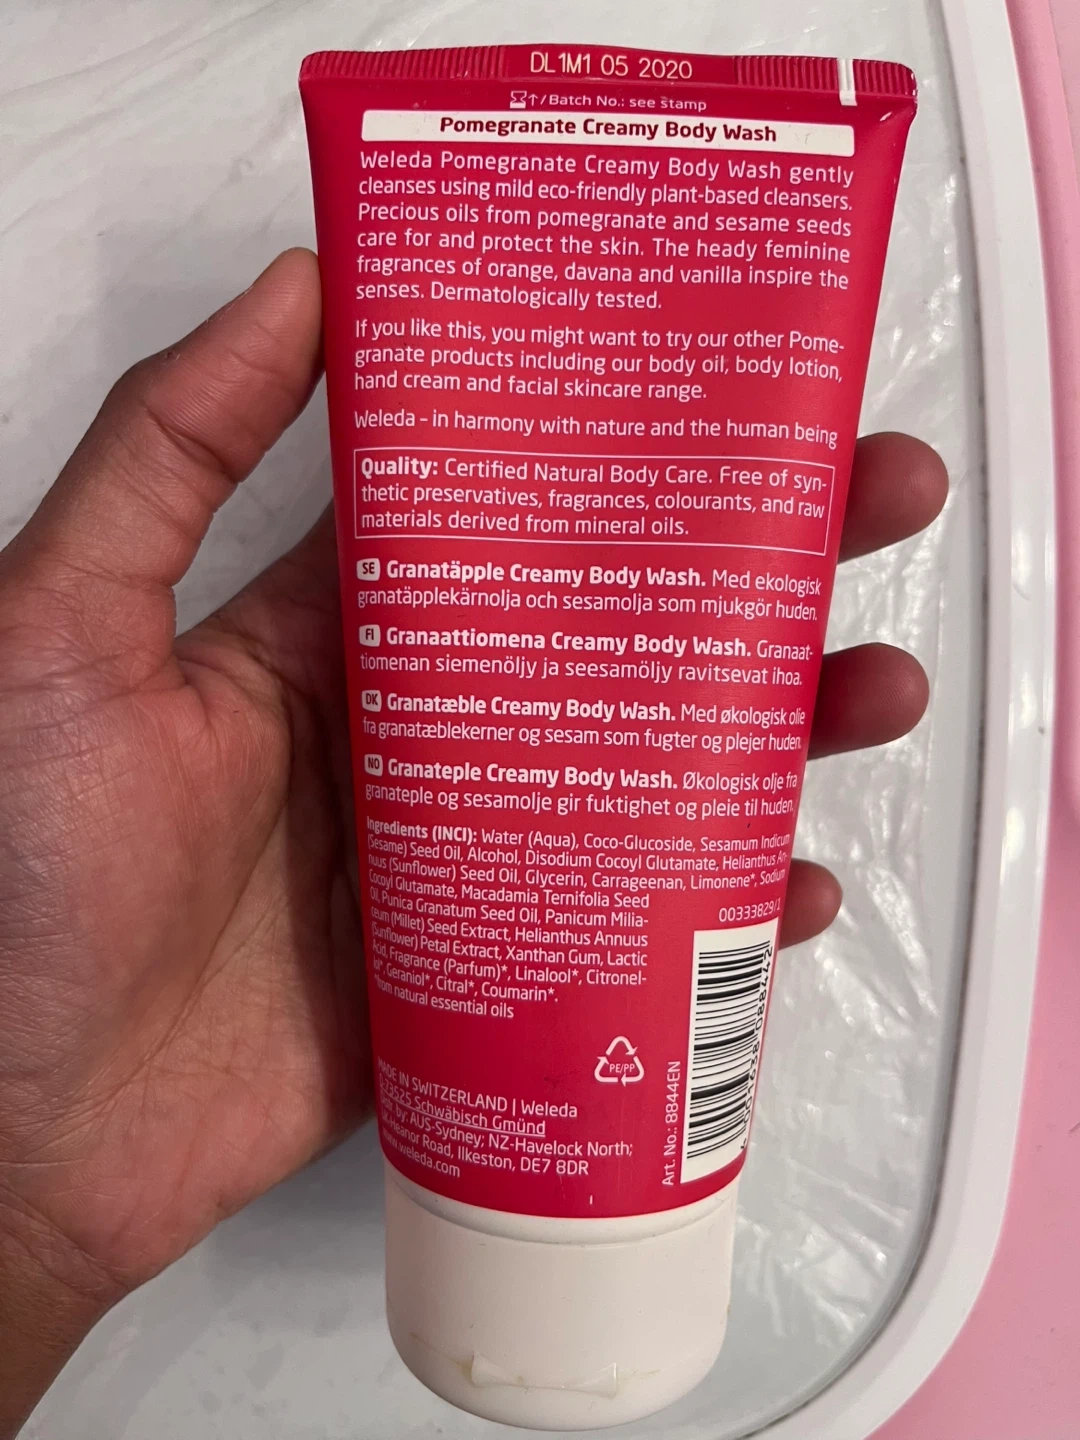 DL1M1 05 2020
/Batch No.: see stamp
Pomegranate Creamy Body Wash
Weleda Pomegranate Creamy Body Wash gently
cleanses using mild eco-friendly plant-based cleansers.
Precious oils from pomegranate and sesame seeds
care for and protect the skin. The heady feminine
fragrances of orange, davana and vanilla inspire the
senses. Dermatologically tested.
If you like this, you might want to try our other Pome-
granate products including our body oil, body lotion,
hand cream and facial skincare range.
Weleda – in harmony with nature and the human being
Quality: Certified Natural Body Care. Free of syn-
thetic preservatives, fragrances, colourants, and raw
materials derived from mineral oils.
SE Granatäpple Creamy Body Wash. Med ekologisk
granatäpplekärnolja och sesamolja som mjukgör huden.
FI Granaattiomena Creamy Body Wash. Granaat-
tiomenan siemenöljy ja seesamöljy ravitsevat ihoa.
DK Granatæble Creamy Body Wash. Med økologisk olie
fra granatæblekerner og sesam som fugter og plejer huden.
NO Granateple Creamy Body Wash. Økologisk olje fra
granateple og sesamolje gir fuktighet og pleie til huden.
Ingredients (INCI): Water (Aqua), Coco-Glucoside, Sesamum Indicum
(Sesame) Seed Oil, Alcohol, Disodium Cocoyl Glutamate, Helianthus An-
nuus (Sunflower) Seed Oil, Glycerin, Carrageenan, Limonene*, Sodium
Cocoyl Glutamate, Macadamia Ternifolia Seed
Oil, Punica Granatum Seed Oil, Panicum Milia-
ceum (Millet) Seed Extract, Helianthus Annuus
(Sunflower) Petal Extract, Xanthan Gum, Lactic
Acid, Fragrance (Parfum)*, Linalool*, Citronel-
lol*, Geraniol*, Citral*, Coumarin*.
*from natural essential oils
00333829/1
PE/PP
MADE IN SWITZERLAND | Weleda
D-73525 Schwäbisch Gmünd
by: AUS-Sydney; NZ-Havelock North;
Heanor Road, Ilkeston, DE7 8DR
www.weleda.com
Art. No.: 8844EN